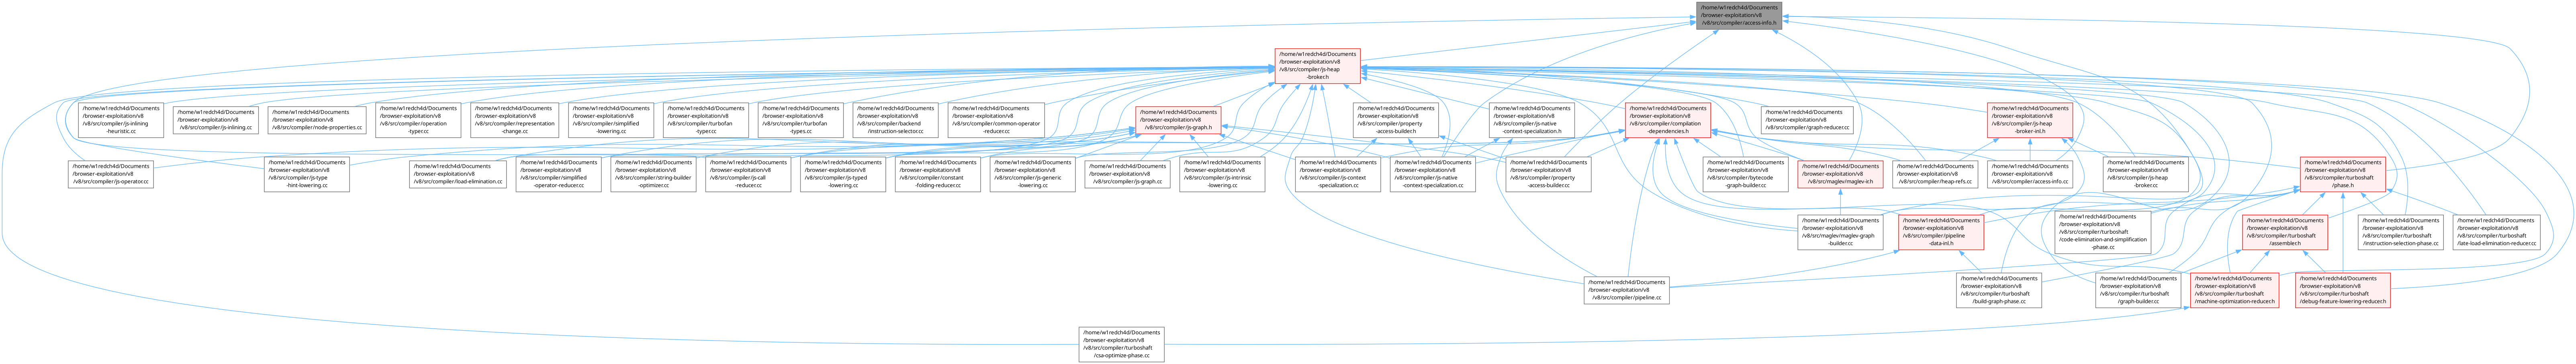 /home/w1redch4d/Documents
/browser-exploitation/v8
/v8/src/compiler/access-info.h
/home/w1redch4d/Documents
/browser-exploitation/v8
/v8/src/compiler/js-heap
-broker.h
/home/w1redch4d/Documents
/browser-exploitation/v8
/v8/src/compiler/js-inlining
-heuristic.cc
/home/w1redch4d/Documents
/browser-exploitation/v8
/v8/src/compiler/js-inlining.cc
/home/w1redch4d/Documents
/browser-exploitation/v8
/v8/src/compiler/node-properties.cc
/home/w1redch4d/Documents
/browser-exploitation/v8
/v8/src/compiler/operation
-typer.cc
/home/w1redch4d/Documents
/browser-exploitation/v8
/v8/src/compiler/representation
-change.cc
/home/w1redch4d/Documents
/browser-exploitation/v8
/v8/src/compiler/simplified
-lowering.cc
/home/w1redch4d/Documents
/browser-exploitation/v8
/v8/src/compiler/turbofan
-typer.cc
/home/w1redch4d/Documents
/browser-exploitation/v8
/v8/src/compiler/turbofan
-types.cc
/home/w1redch4d/Documents
/browser-exploitation/v8
/v8/src/compiler/backend
/instruction-selector.cc
/home/w1redch4d/Documents
/browser-exploitation/v8
/v8/src/compiler/common-operator
-reducer.cc
/home/w1redch4d/Documents
/browser-exploitation/v8
/v8/src/compiler/js-graph.h
/home/w1redch4d/Documents
/browser-exploitation/v8
/v8/src/compiler/property
-access-builder.h
/home/w1redch4d/Documents
/browser-exploitation/v8
/v8/src/compiler/js-native
-context-specialization.h
/home/w1redch4d/Documents
/browser-exploitation/v8
/v8/src/compiler/compilation
-dependencies.h
/home/w1redch4d/Documents
/browser-exploitation/v8
/v8/src/compiler/graph-reducer.cc
/home/w1redch4d/Documents
/browser-exploitation/v8
/v8/src/compiler/js-heap
-broker-inl.h
/home/w1redch4d/Documents
/browser-exploitation/v8
/v8/src/compiler/js-operator.cc
/home/w1redch4d/Documents
/browser-exploitation/v8
/v8/src/compiler/js-type
-hint-lowering.cc
/home/w1redch4d/Documents
/browser-exploitation/v8
/v8/src/compiler/load-elimination.cc
/home/w1redch4d/Documents
/browser-exploitation/v8
/v8/src/compiler/simplified
-operator-reducer.cc
/home/w1redch4d/Documents
/browser-exploitation/v8
/v8/src/compiler/string-builder
-optimizer.cc
/home/w1redch4d/Documents
/browser-exploitation/v8
/v8/src/compiler/js-call
-reducer.cc
/home/w1redch4d/Documents
/browser-exploitation/v8
/v8/src/compiler/js-typed
-lowering.cc
/home/w1redch4d/Documents
/browser-exploitation/v8
/v8/src/compiler/constant
-folding-reducer.cc
/home/w1redch4d/Documents
/browser-exploitation/v8
/v8/src/compiler/js-generic
-lowering.cc
/home/w1redch4d/Documents
/browser-exploitation/v8
/v8/src/compiler/js-graph.cc
/home/w1redch4d/Documents
/browser-exploitation/v8
/v8/src/compiler/js-intrinsic
-lowering.cc
/home/w1redch4d/Documents
/browser-exploitation/v8
/v8/src/compiler/js-context
-specialization.cc
/home/w1redch4d/Documents
/browser-exploitation/v8
/v8/src/compiler/js-native
-context-specialization.cc
/home/w1redch4d/Documents
/browser-exploitation/v8
/v8/src/compiler/property
-access-builder.cc
/home/w1redch4d/Documents
/browser-exploitation/v8
/v8/src/compiler/bytecode
-graph-builder.cc
/home/w1redch4d/Documents
/browser-exploitation/v8
/v8/src/maglev/maglev-ir.h
/home/w1redch4d/Documents
/browser-exploitation/v8
/v8/src/compiler/heap-refs.cc
/home/w1redch4d/Documents
/browser-exploitation/v8
/v8/src/compiler/access-info.cc
/home/w1redch4d/Documents
/browser-exploitation/v8
/v8/src/compiler/js-heap
-broker.cc
/home/w1redch4d/Documents
/browser-exploitation/v8
/v8/src/compiler/turboshaft
/phase.h
/home/w1redch4d/Documents
/browser-exploitation/v8
/v8/src/maglev/maglev-graph
-builder.cc
/home/w1redch4d/Documents
/browser-exploitation/v8
/v8/src/compiler/pipeline
-data-inl.h
/home/w1redch4d/Documents
/browser-exploitation/v8
/v8/src/compiler/turboshaft
/code-elimination-and-simplification
-phase.cc
/home/w1redch4d/Documents
/browser-exploitation/v8
/v8/src/compiler/turboshaft
/assembler.h
/home/w1redch4d/Documents
/browser-exploitation/v8
/v8/src/compiler/turboshaft
/instruction-selection-phase.cc
/home/w1redch4d/Documents
/browser-exploitation/v8
/v8/src/compiler/turboshaft
/late-load-elimination-reducer.cc
/home/w1redch4d/Documents
/browser-exploitation/v8
/v8/src/compiler/pipeline.cc
/home/w1redch4d/Documents
/browser-exploitation/v8
/v8/src/compiler/turboshaft
/build-graph-phase.cc
/home/w1redch4d/Documents
/browser-exploitation/v8
/v8/src/compiler/turboshaft
/graph-builder.cc
/home/w1redch4d/Documents
/browser-exploitation/v8
/v8/src/compiler/turboshaft
/machine-optimization-reducer.h
/home/w1redch4d/Documents
/browser-exploitation/v8
/v8/src/compiler/turboshaft
/debug-feature-lowering-reducer.h
/home/w1redch4d/Documents
/browser-exploitation/v8
/v8/src/compiler/turboshaft
/csa-optimize-phase.cc